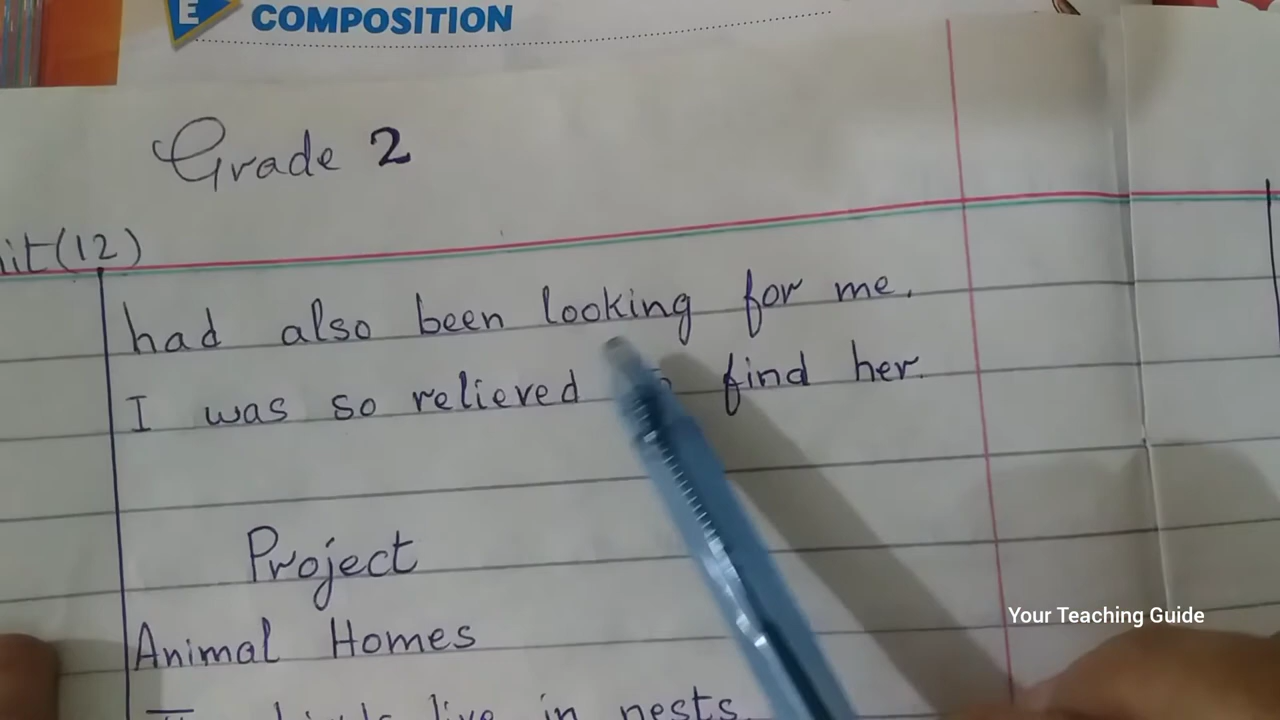 E COMPOSITION
Grade 2
(12)
had also been looking for me.
I was so relieved find her.
Project
Animal Homes
live in nests
Your Teaching Guide